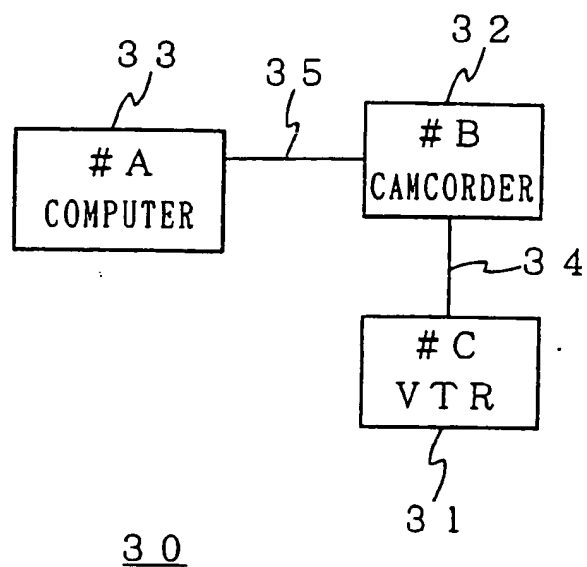 33
35
32
# A
COMPUTER
# B
CAMCORDER
34
# C
VTR
31
30